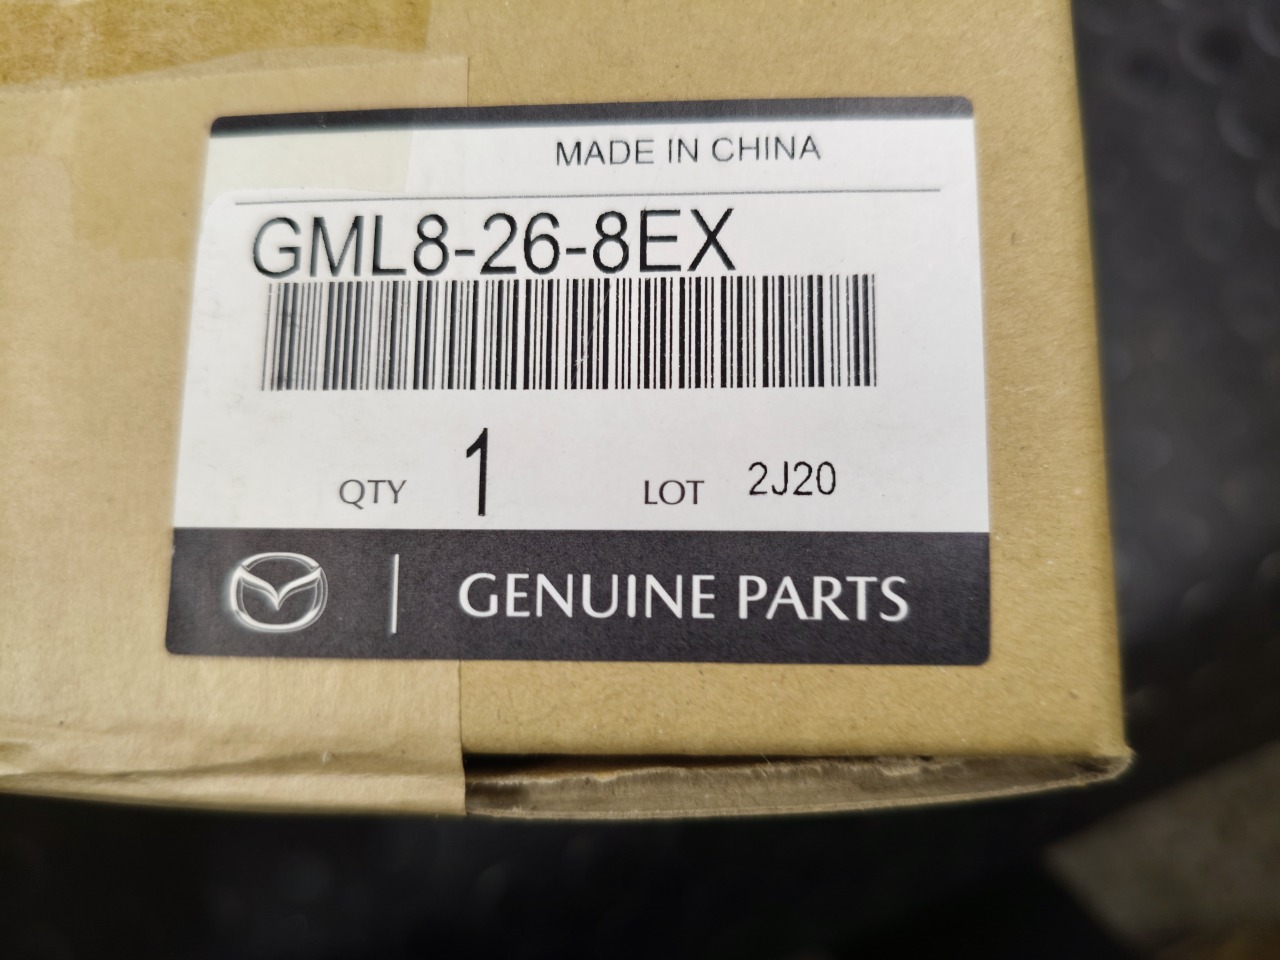 MADE IN CHINA
GML8-26-8EX
QTY 1 LOT 2J20
GENUINE PARTS